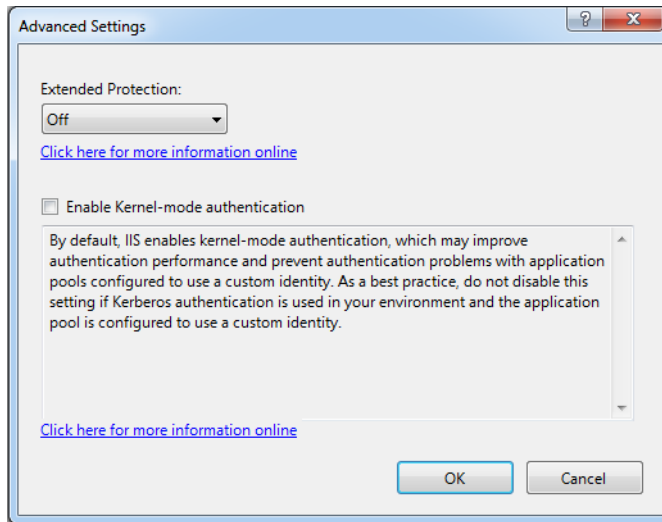 Advanced Settings
?
X
Extended Protection:
Off
Click here for more information online
Enable Kernel-mode authentication
By default, IIS enables kernel-mode authentication, which may improve
authentication performance and prevent authentication problems with application
pools configured to use a custom identity. As a best practice, do not disable this
setting if Kerberos authentication is used in your environment and the application
pool is configured to use a custom identity.
Click here for more information online
OK
Cancel